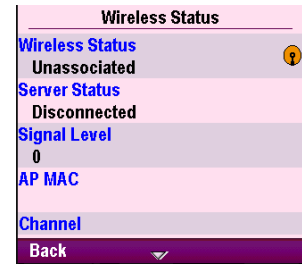 Wireless Status
Wireless Status
Unassociated
Server Status
Disconnected
Signal Level
0
AP MAC
Channel
Back